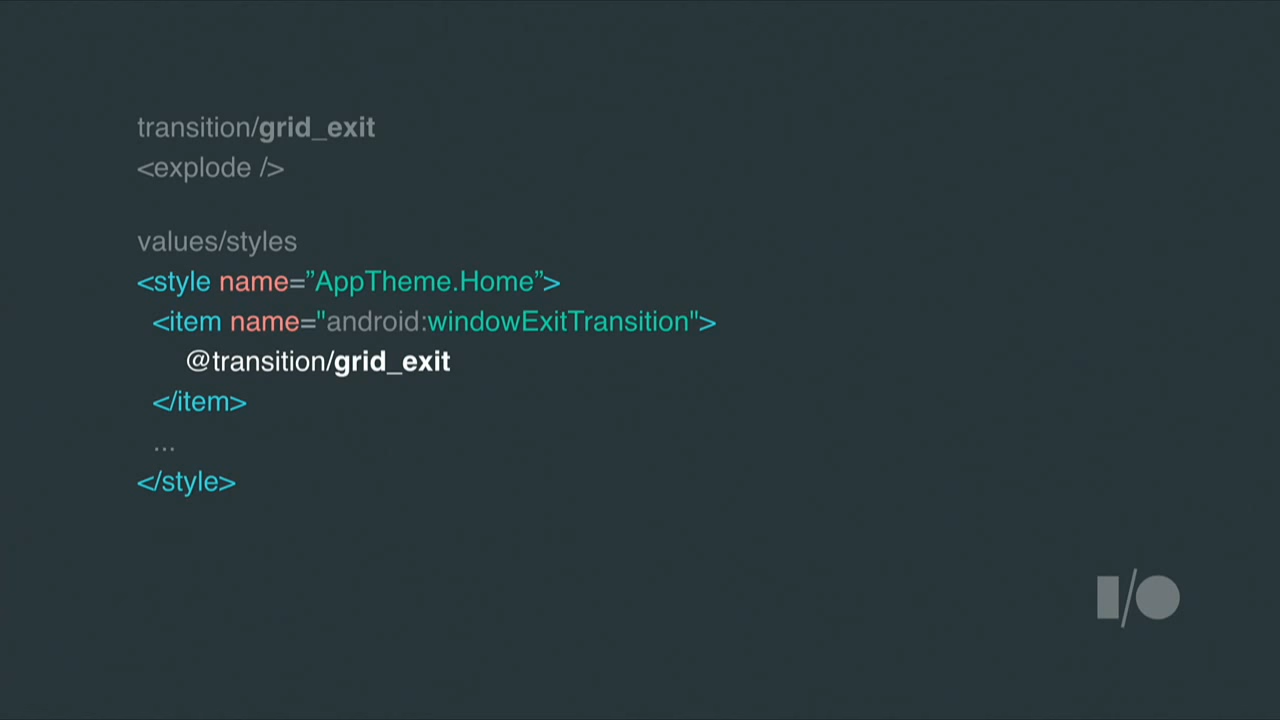 transition/grid_exit
<explode />
values/styles
<style name=”AppTheme.Home”>
<item name="android:windowExitTransition">
@transition/grid_exit
</item>
...
</style>
I/O